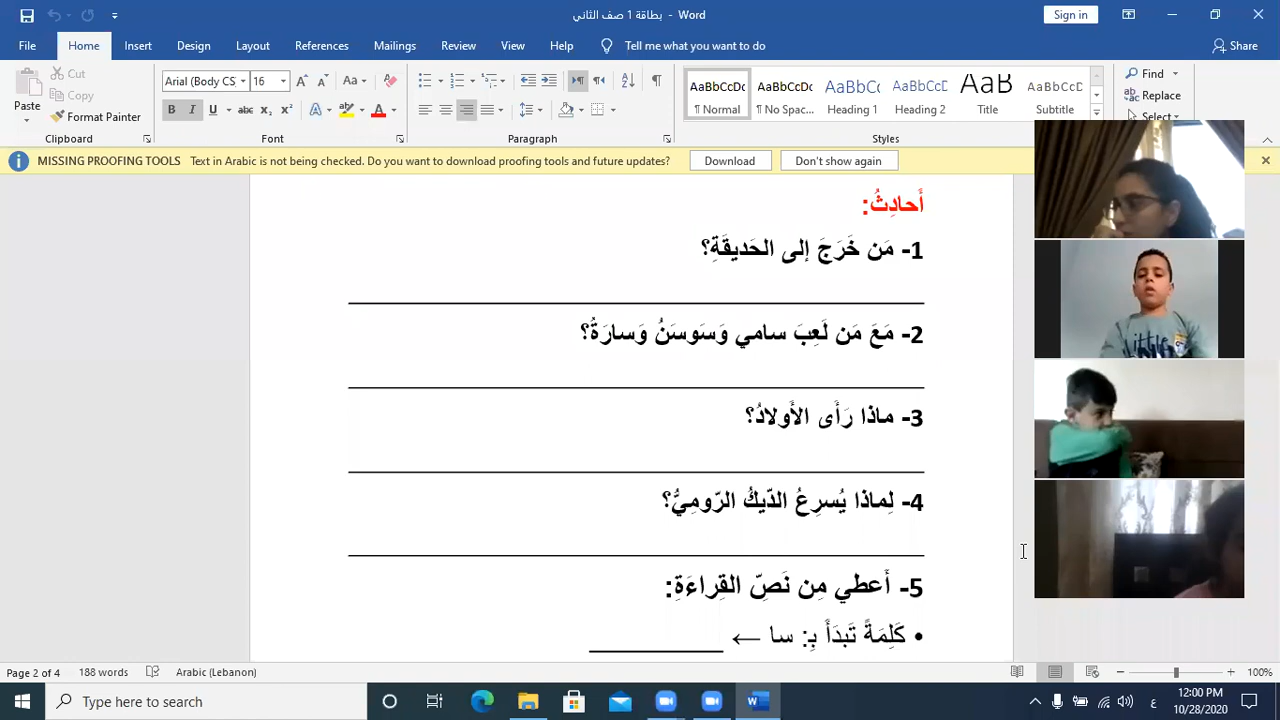 بطاقة 1 صف الثاني - Word
Sign in
File Home Insert Design Layout References Mailings Review View Help Tell me what you want to do Share
Paste
Cut
Copy
Format Painter
Clipboard
Arial (Body CS 16
Font
Paragraph
AaBbCcDc AaBbCcDc AaBbCc AaBbCcD AaB AaBbCcD
¶ Normal ¶ No Spac... Heading 1 Heading 2 Title Subtitle
Styles
Find
Replace
Select
MISSING PROOFING TOOLS Text in Arabic is not being checked. Do you want to download proofing tools and future updates? Download Don't show again
أَحادِثُ:
1- مَن خَرَجَ إلى الحَديقَةِ؟
2- مَعَ مَن لَعِبَ سامي وَسَوسَنُ وَسارَةُ؟
3- ماذا رَأَى الأَولادُ؟
4- لِماذا يُسرِعُ الدّيكُ الرّومِيُّ؟
5- أَعطي مِن نَصِّ القِراءَةِ:
• كَلِمَةً تَبدَأَ بِـ: سا ← ________
Page 2 of 4 188 words Arabic (Lebanon) 100%
Type here to search
ع
12:00 PM
10/28/2020